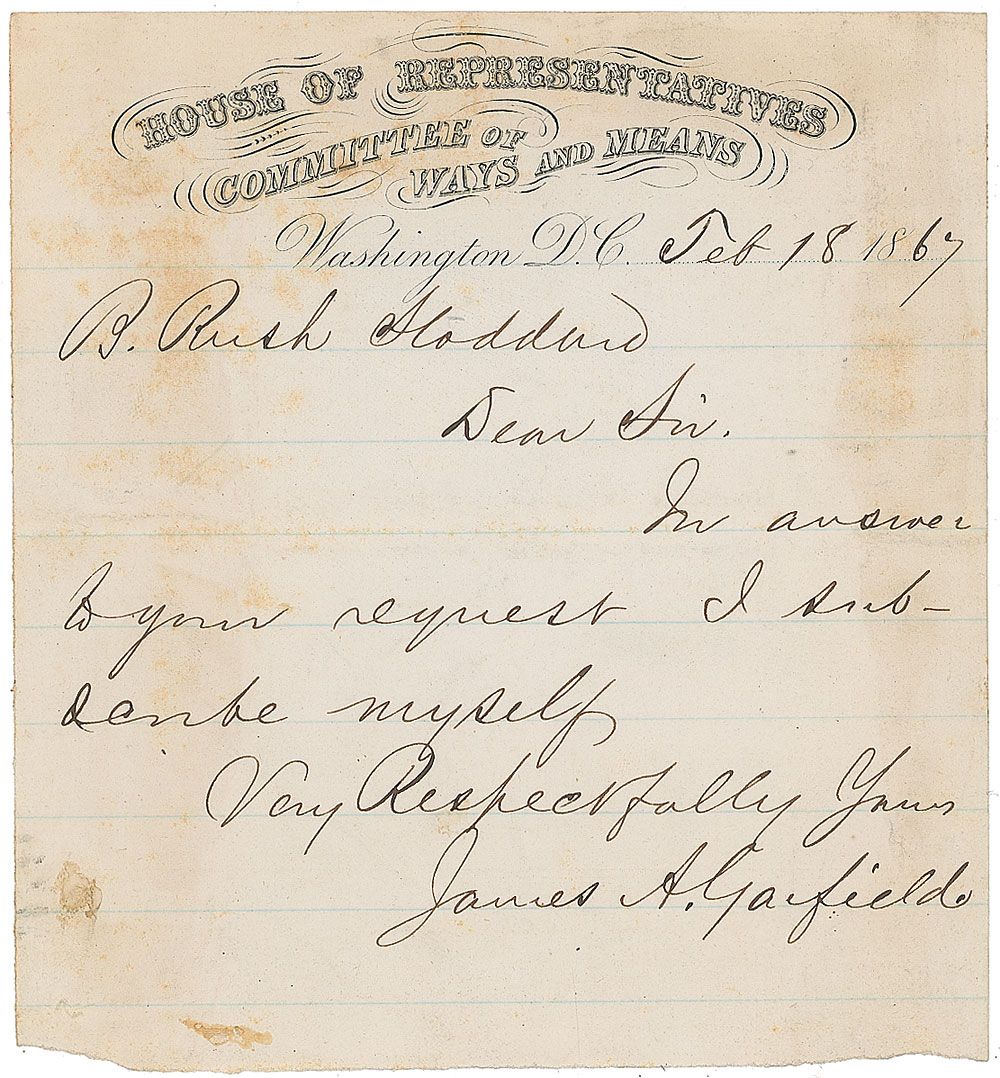 HOUSE OF REPRESENTATIVES
COMMITTEE OF WAYS AND MEANS
Washington D.C. Feb 18 1867
B. Rush Stoddard
Dear Sir.
In answer
to your request I sub-
scribe myself
Very Respectfully Yours
James A. Garfield.